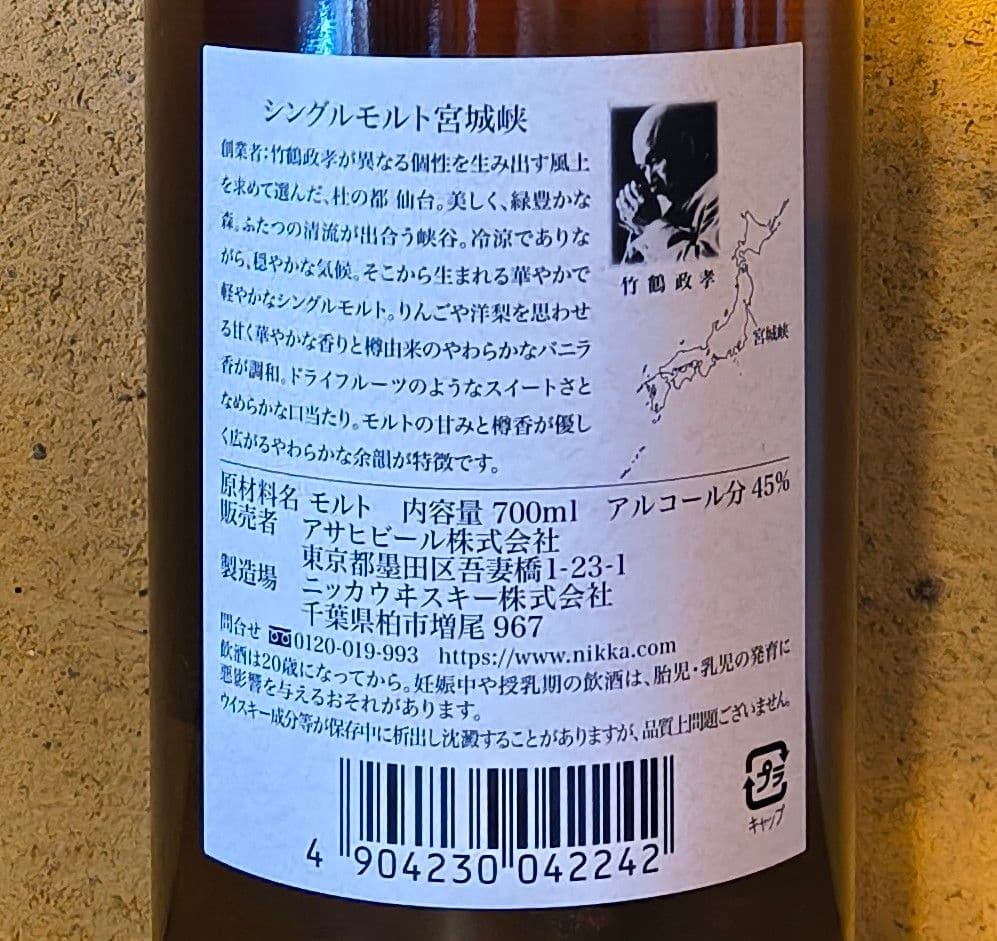 シングルモルト宮城峡
創業者:竹鶴政孝が異なる個性を生み出す風土
を求めて選んだ、杜の都 仙台。美しく、緑豊かな
森。ふたつの清流が出合う峡谷。冷涼でありな
がら、穏やかな気候。そこから生まれる華やかで
軽やかなシングルモルト。りんごや洋梨を思わせ
る甘く華やかな香りと樽由来のやわらかなバニラ
香が調和。ドライフルーツのようなスイートさと
なめらかな口当たり。モルトの甘みと樽香が優し
く広がるやわらかな余韻が特徴です。
竹鶴政孝
宮城峡
原材料名 モルト 内容量 700ml アルコール分 45%
販売者 アサヒビール株式会社
東京都墨田区吾妻橋1-23-1
製造場 ニッカウヰスキー株式会社
千葉県柏市増尾 967
問合せ 0120-019-993 https://www.nikka.com
飲酒は20歳になってから。妊娠中や授乳期の飲酒は、胎児・乳児の発育に
悪影響を与えるおそれがあります。
ウイスキー成分等が保存中に析出し沈澱することがありますが、品質上問題ございません。
プラ
キャップ
4 904230 042242